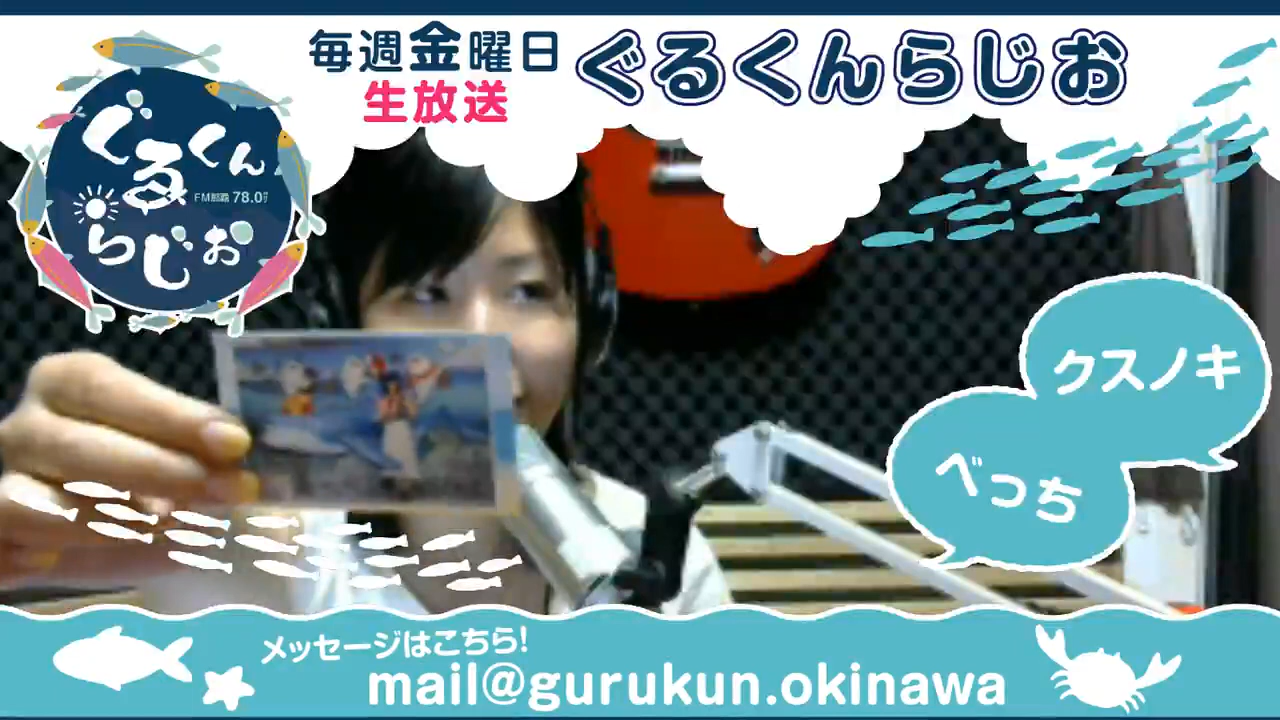 毎週金曜日
生放送
ぐるくんらじお
ぐるくん
FM那覇 78.0
らじお
クスノキ
べっち
メッセージはこちら!
mail@gurukun.okinawa